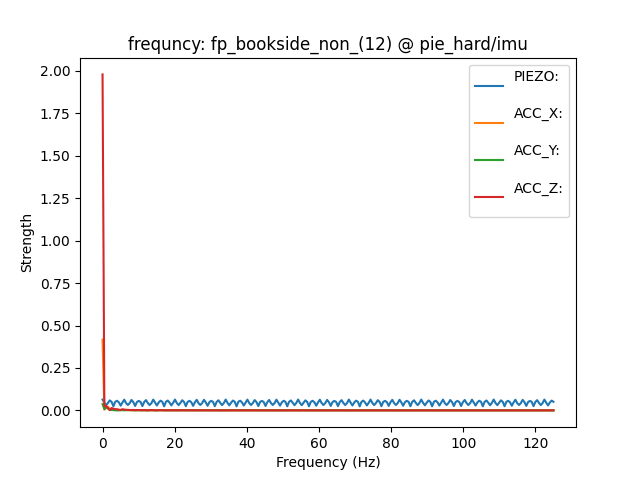 frequncy: fp_bookside_non_(12) @ pie_hard/imu
2.00
1.75
1.50
1.25
1.00
0.75
0.50
0.25
0.00
Strength
PIEZO:
ACC_X:
ACC_Y:
ACC_Z:
0 20 40 60 80 100 120
Frequency (Hz)